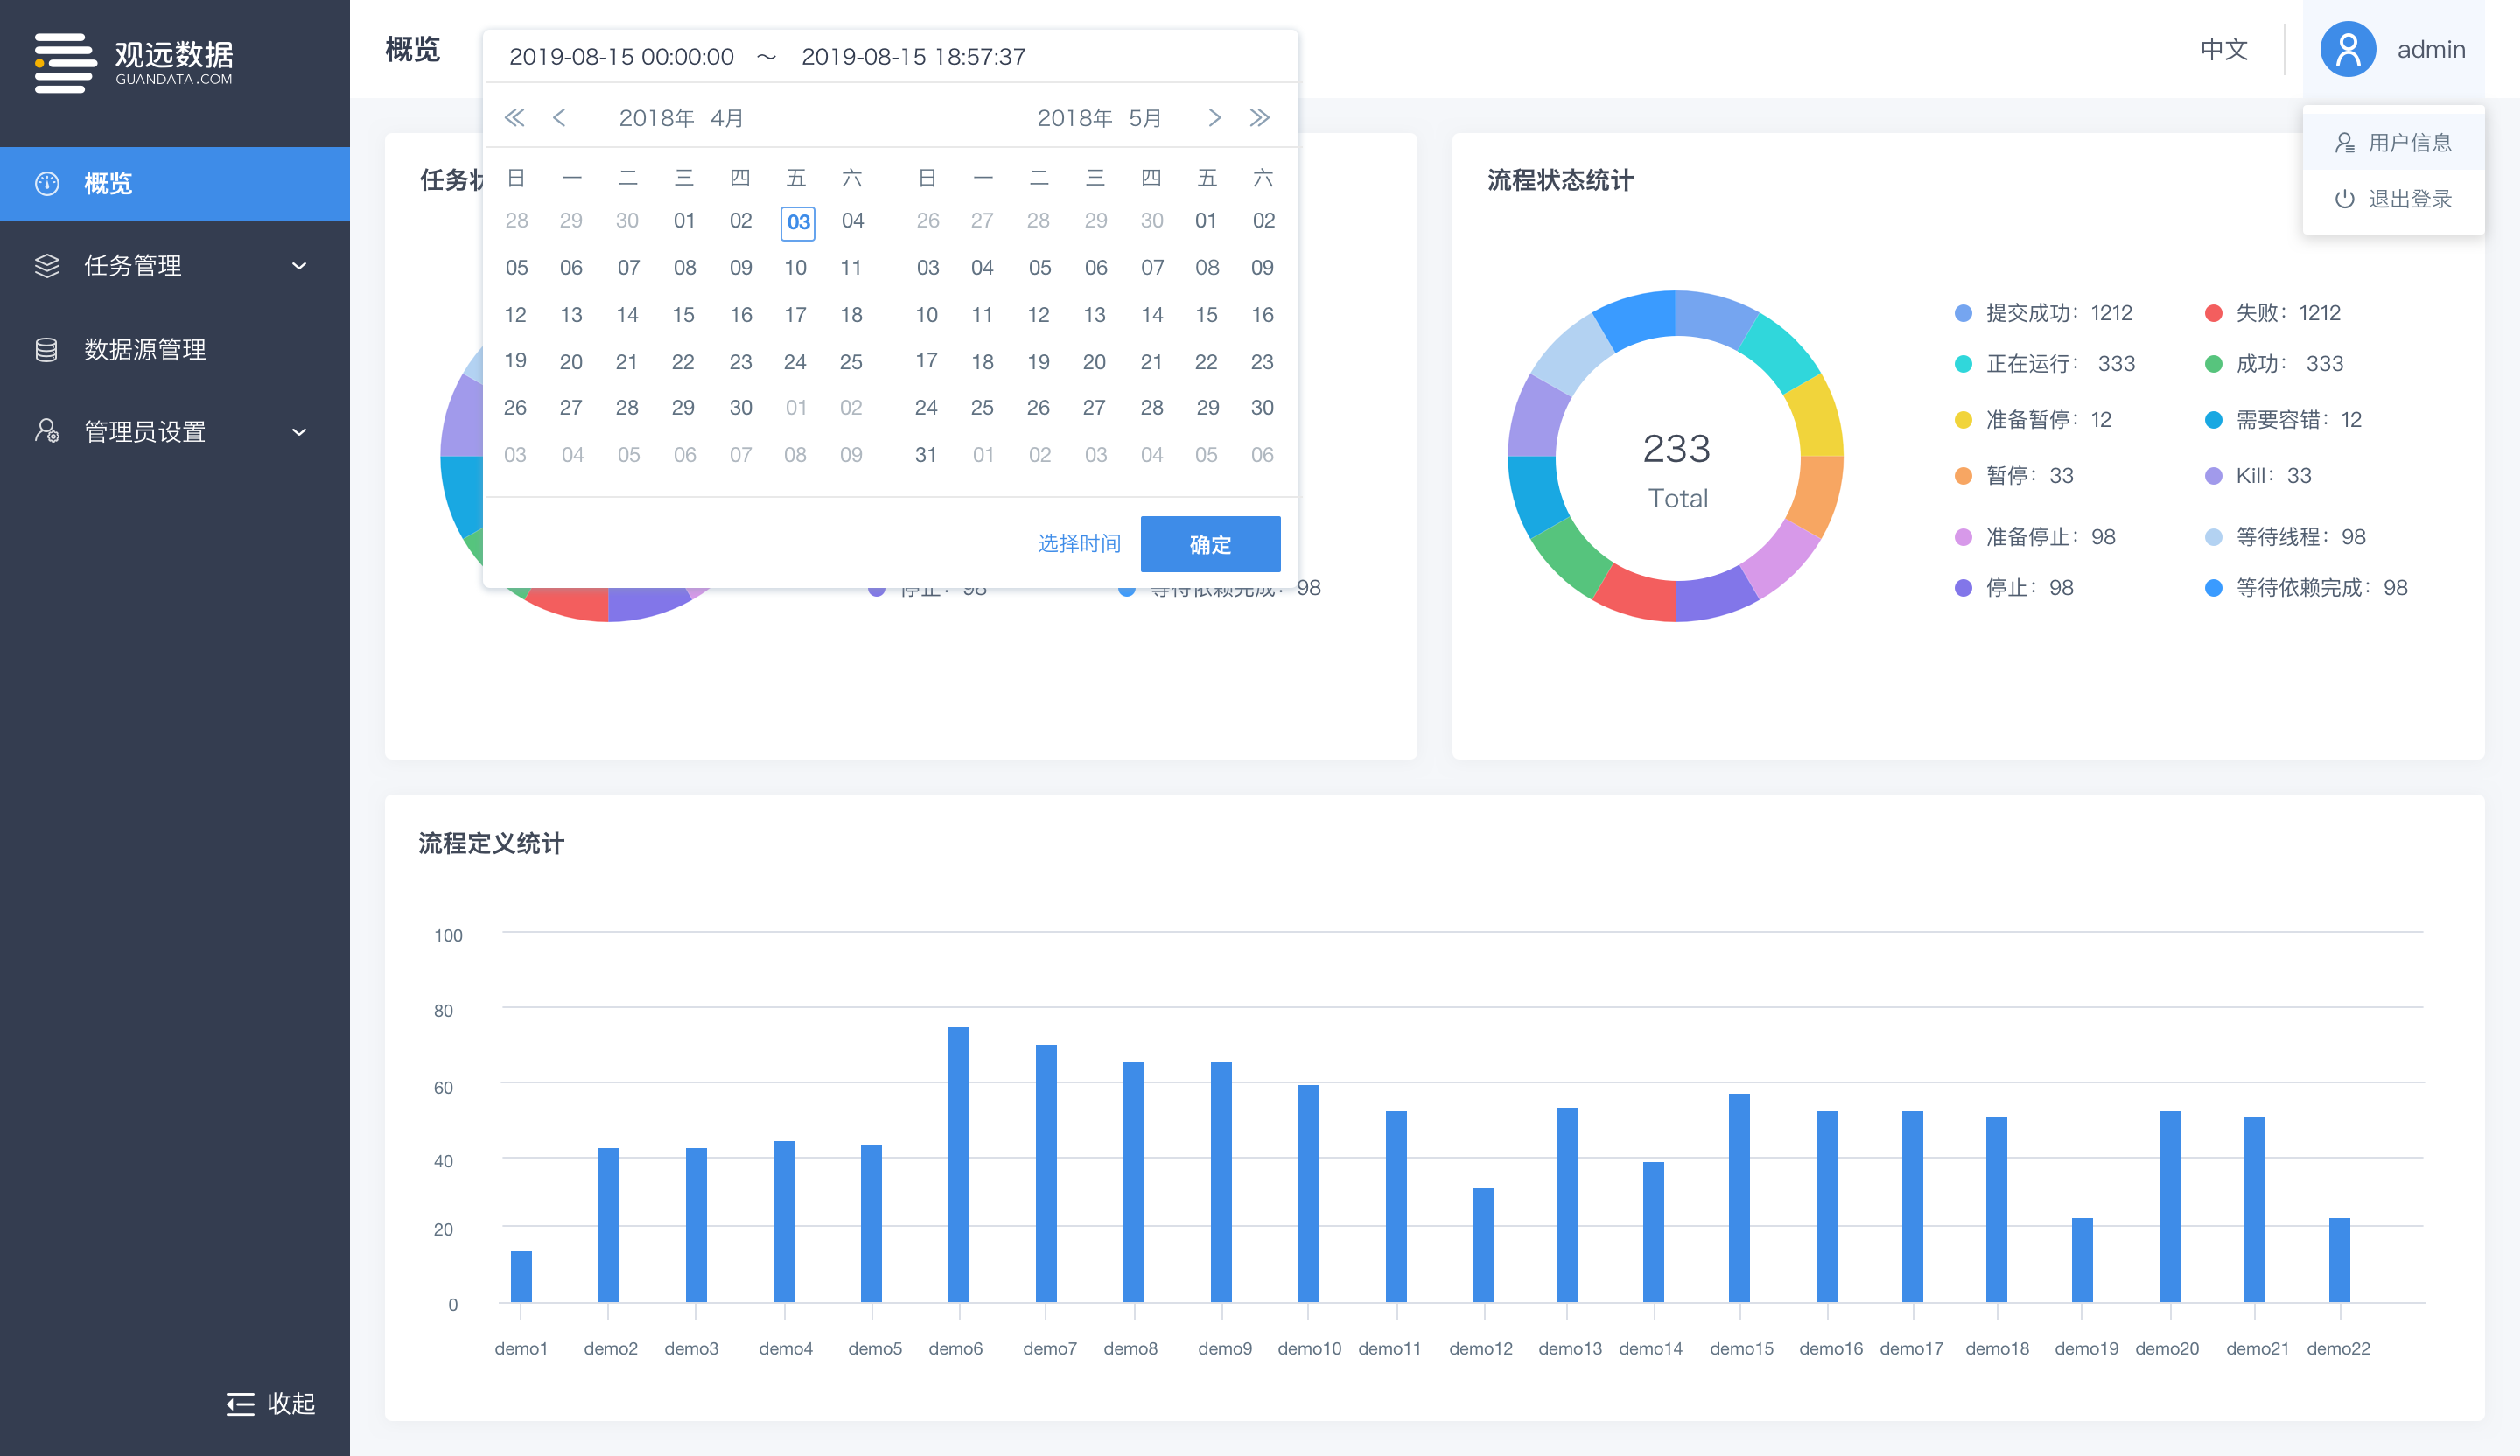 观远数据
GUANDATA.COM
概览
任务管理
数据源管理
管理员设置
收起
概览
中文
admin
用户信息
退出登录
2019-08-15 00:00:00 ～ 2019-08-15 18:57:37
2018年 4月
2018年 5月
日 一 二 三 四 五 六
28 29 30 01 02 03 04
05 06 07 08 09 10 11
12 13 14 15 16 17 18
19 20 21 22 23 24 25
26 27 28 29 30 01 02
03 04 05 06 07 08 09
日 一 二 三 四 五 六
26 27 28 29 30 01 02
03 04 05 06 07 08 09
10 11 12 13 14 15 16
17 18 19 20 21 22 23
24 25 26 27 28 29 30
31 01 02 03 04 05 06
选择时间
确定
任务状
停止：98
等待依赖完成：98
流程状态统计
233
Total
提交成功：1212
失败：1212
正在运行： 333
成功： 333
准备暂停：12
需要容错：12
暂停：33
Kill：33
准备停止：98
等待线程：98
停止：98
等待依赖完成：98
流程定义统计
100
80
60
40
20
0
demo1 demo2 demo3 demo4 demo5 demo6 demo7 demo8 demo9 demo10 demo11 demo12 demo13 demo14 demo15 demo16 demo17 demo18 demo19 demo20 demo21 demo22